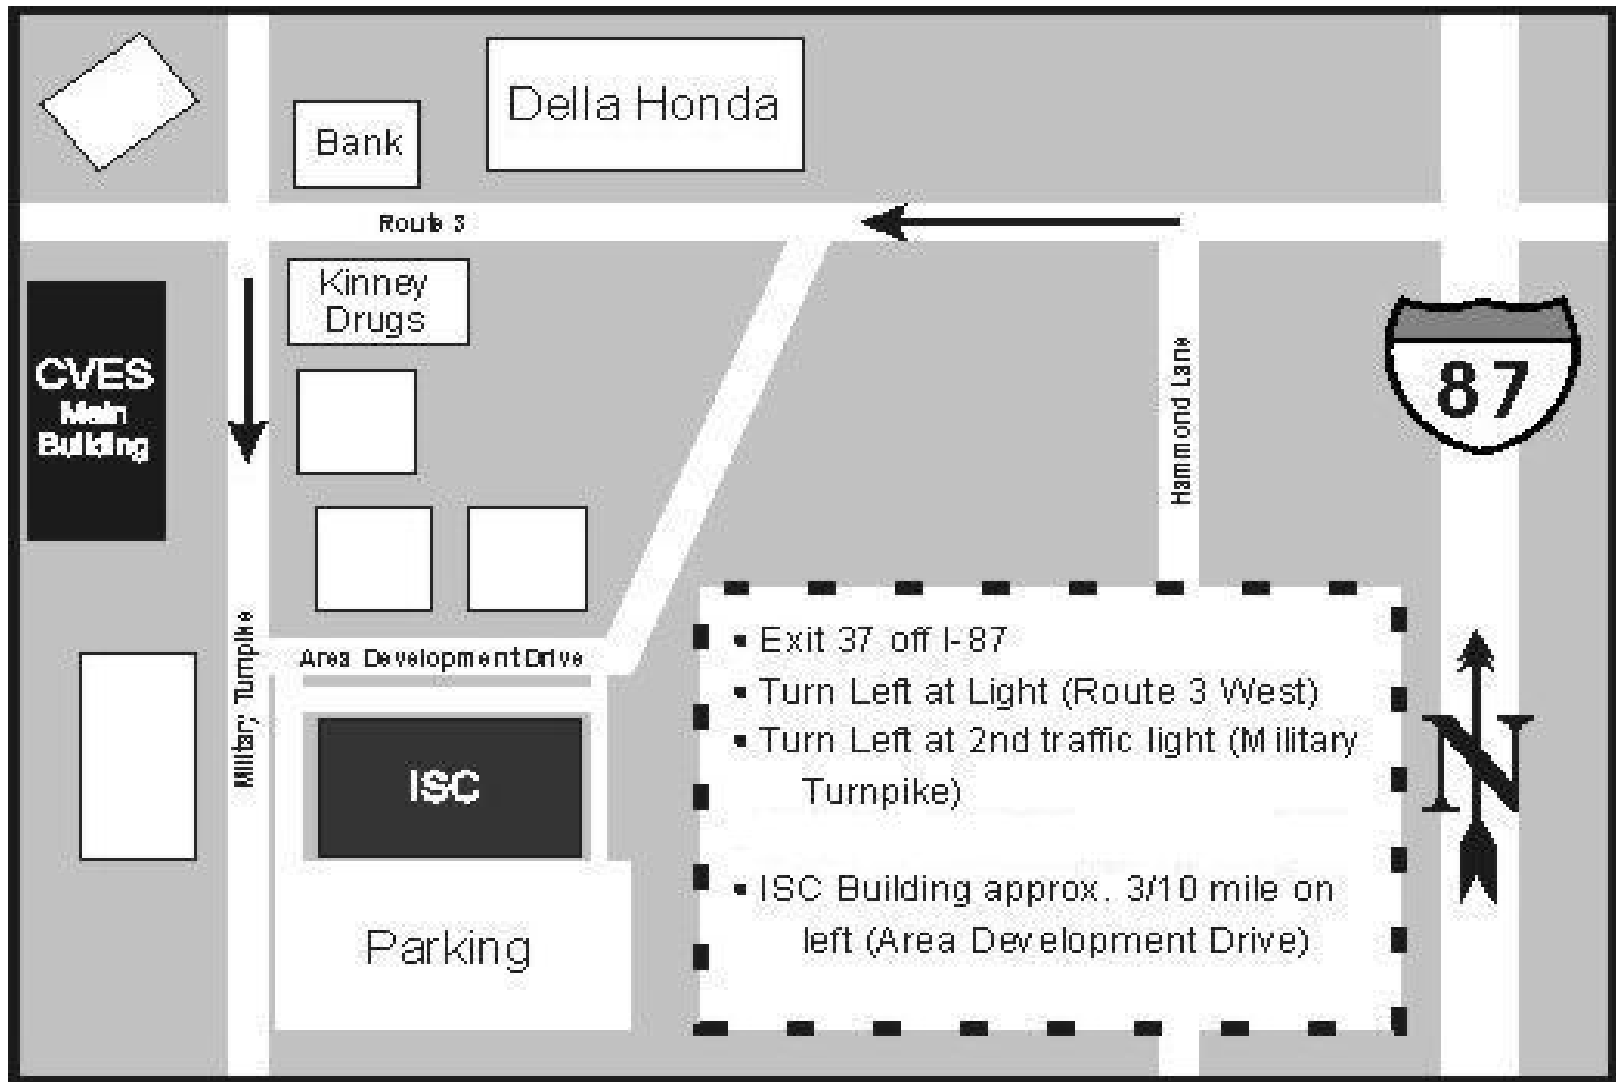 Della Honda
Bank
Route 3
Kinney
Drugs
CVES
Main
Building
87
Hammond Lane
Military Turnpike
Area Development Drive
ISC
Parking
• Exit 37 off I-87
• Turn Left at Light (Route 3 West)
• Turn Left at 2nd traffic light (Military
Turnpike)
• ISC Building approx. 3/10 mile on
left (Area Development Drive)
N